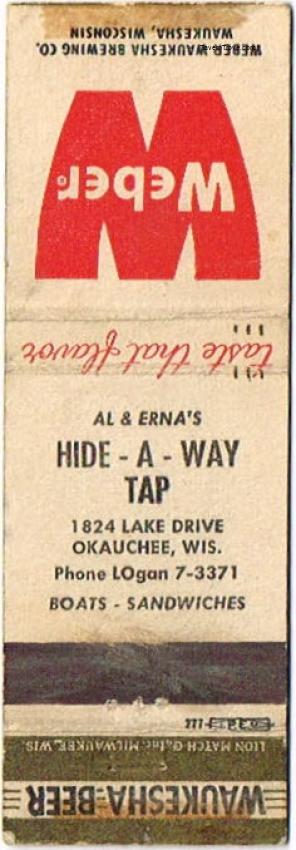 WEBER WAUKESHA BREWING CO.
WAUKESHA, WISCONSIN
Weber®
taste that flavor
AL & ERNA'S
HIDE - A - WAY
TAP
1824 LAKE DRIVE
OKAUCHEE, WIS.
Phone LOgan 7-3371
BOATS - SANDWICHES
LION MATCH Co., Inc. MILWAUKEE, WIS.
WAUKESHA-BEER